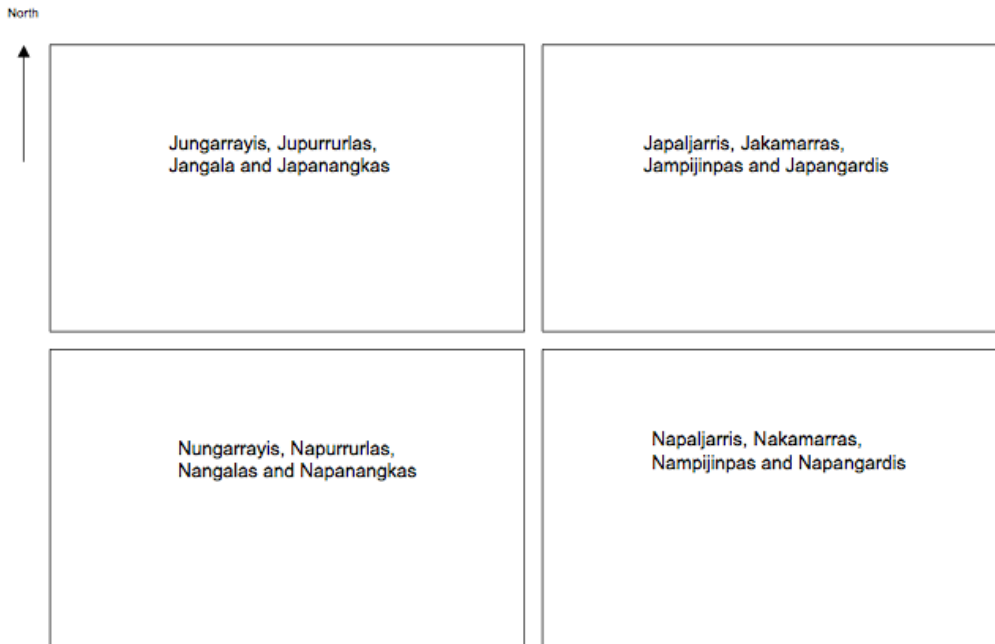 North
Jungarrayis, Jupurrurlas,
Jangala and Japanangkas
Japaljarris, Jakamarras,
Jampijinpas and Japangardis
Nungarrayis, Napurrurlas,
Nangalas and Napanangkas
Napaljarris, Nakamarras,
Nampijinpas and Napangardis